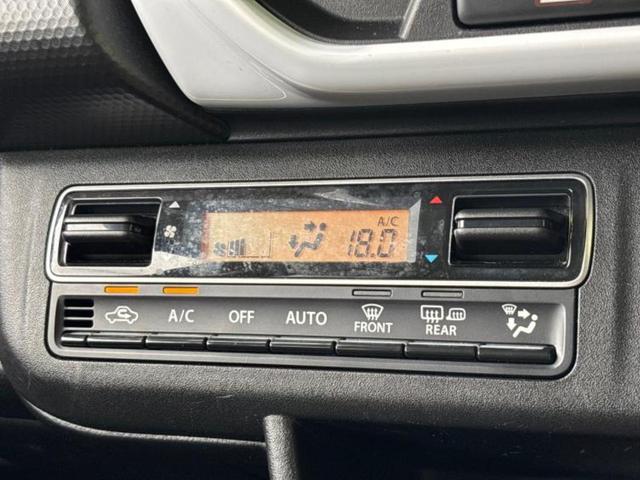 A/C
18.0
A/C OFF AUTO FRONT REAR